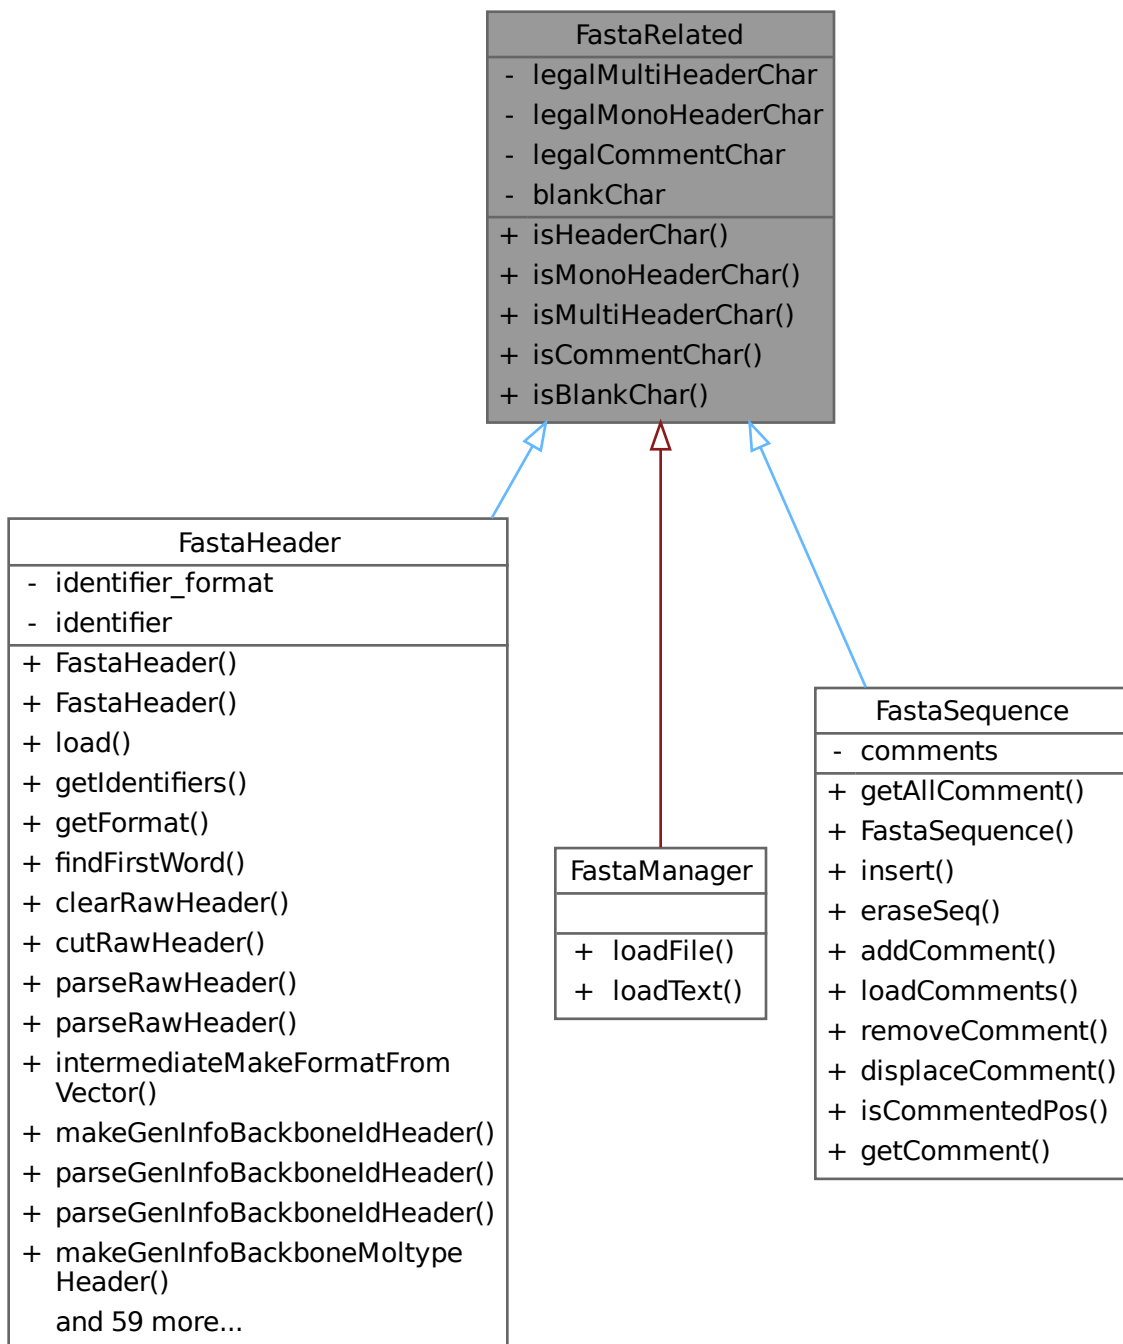 FastaRelated
- legalMultiHeaderChar
- legalMonoHeaderChar
- legalCommentChar
- blankChar
+ isHeaderChar()
+ isMonoHeaderChar()
+ isMultiHeaderChar()
+ isCommentChar()
+ isBlankChar()
FastaHeader
- identifier_format
- identifier
+ FastaHeader()
+ FastaHeader()
+ load()
+ getIdentifiers()
+ getFormat()
+ findFirstWord()
+ clearRawHeader()
+ cutRawHeader()
+ parseRawHeader()
+ parseRawHeader()
+ intermediateMakeFormatFrom
Vector()
+ makeGenInfoBackboneIdHeader()
+ parseGenInfoBackboneIdHeader()
+ parseGenInfoBackboneIdHeader()
+ makeGenInfoBackboneMoltype
Header()
and 59 more...
FastaManager
+ loadFile()
+ loadText()
FastaSequence
- comments
+ getAllComment()
+ FastaSequence()
+ insert()
+ eraseSeq()
+ addComment()
+ loadComments()
+ removeComment()
+ displaceComment()
+ isCommentedPos()
+ getComment()